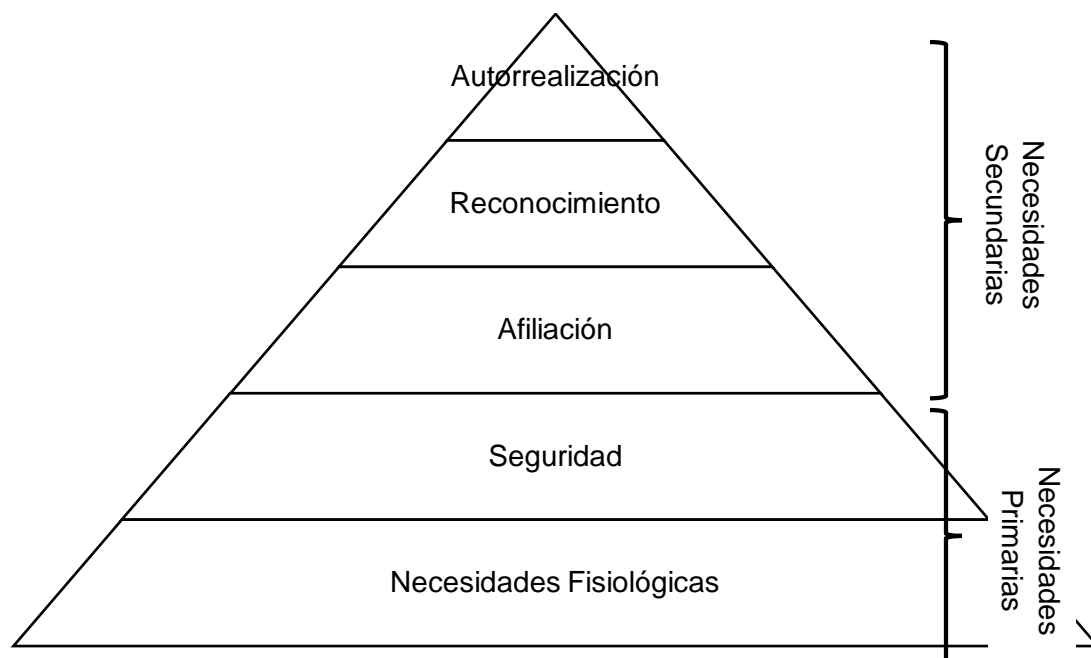 Autorrealización
Reconocimiento
Afiliación
Seguridad
Necesidades Fisiológicas
Necesidades
Secundarias
Necesidades
Primarias